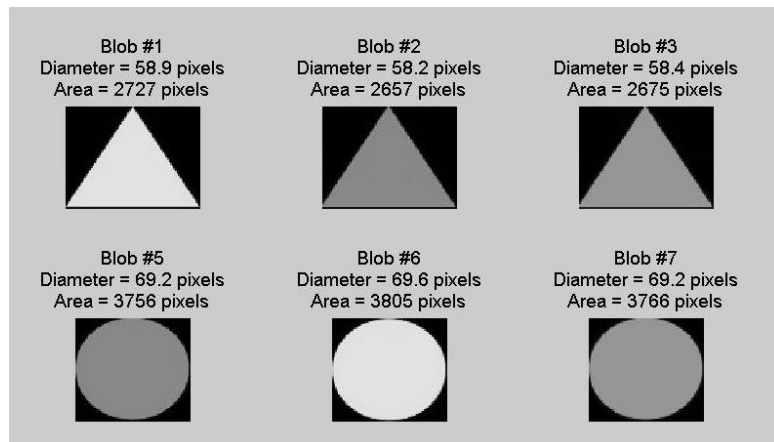 Blob #1
Diameter = 58.9 pixels
Area = 2727 pixels
Blob #2
Diameter = 58.2 pixels
Area = 2657 pixels
Blob #3
Diameter = 58.4 pixels
Area = 2675 pixels
Blob #5
Diameter = 69.2 pixels
Area = 3756 pixels
Blob #6
Diameter = 69.6 pixels
Area = 3805 pixels
Blob #7
Diameter = 69.2 pixels
Area = 3766 pixels